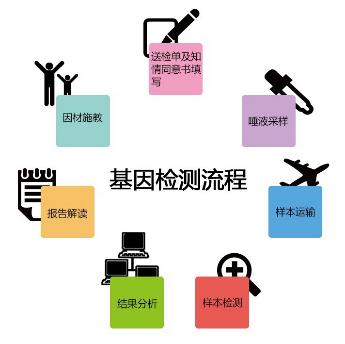 送检单及知
情同意书填
写
唾液采样
样本运输
样本检测
结果分析
报告解读
因材施教
基因检测流程